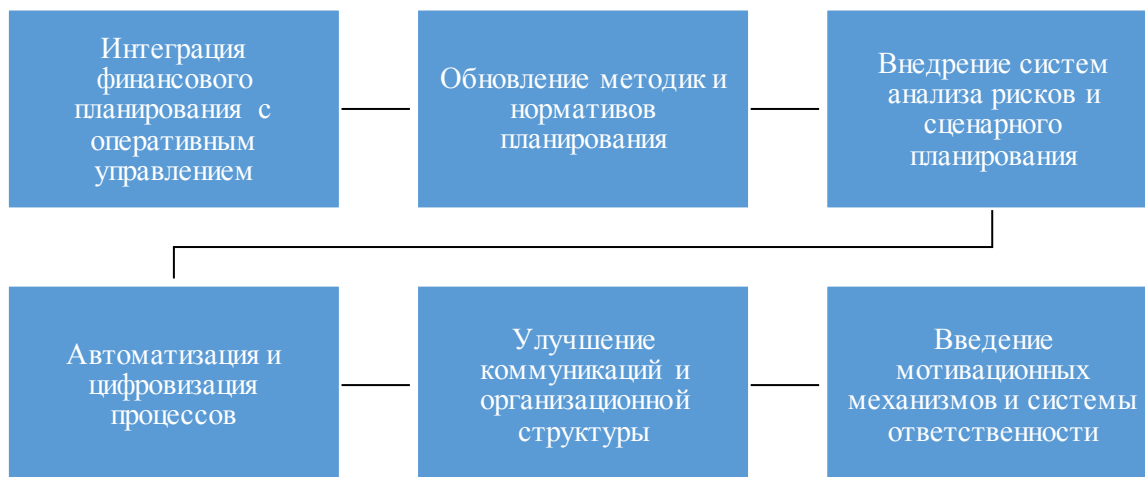 Интеграция
финансового
планирования с
оперативным
управлением
Обновление методик и
нормативов
планирования
Внедрение систем
анализа рисков и
сценарного
планирования
Автоматизация и
цифровизация
процессов
Улучшение
коммуникаций и
организационной
структуры
Введение
мотивационных
механизмов и системы
ответственности